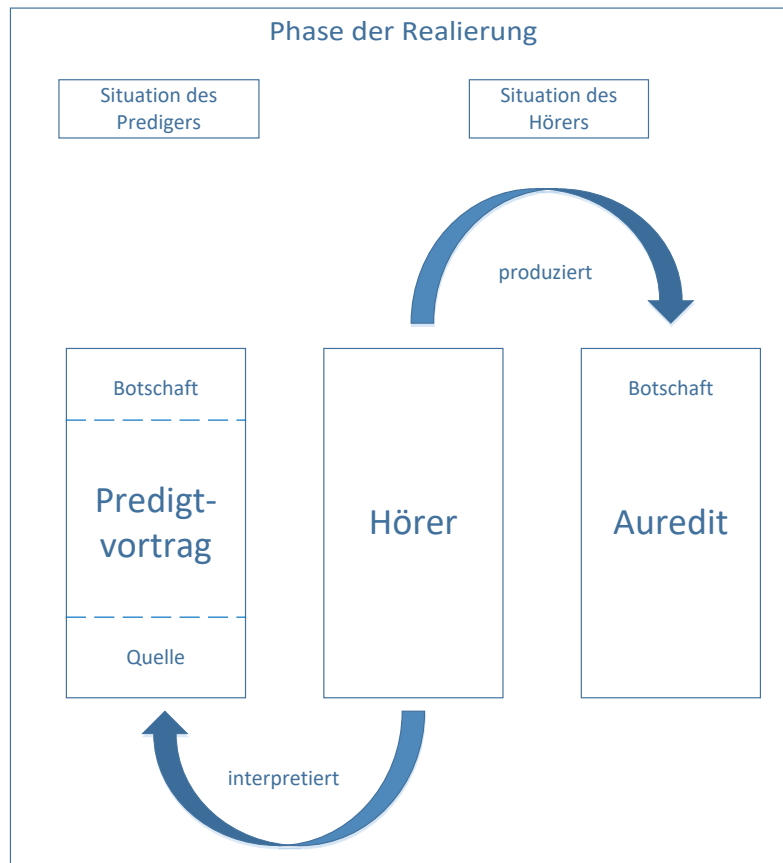 Phase der Realierung
Situation des
Predigers
Situation des
Hörers
produziert
Botschaft
Predigt-
vortrag
Quelle
Hörer
Botschaft
Auredit
interpretiert